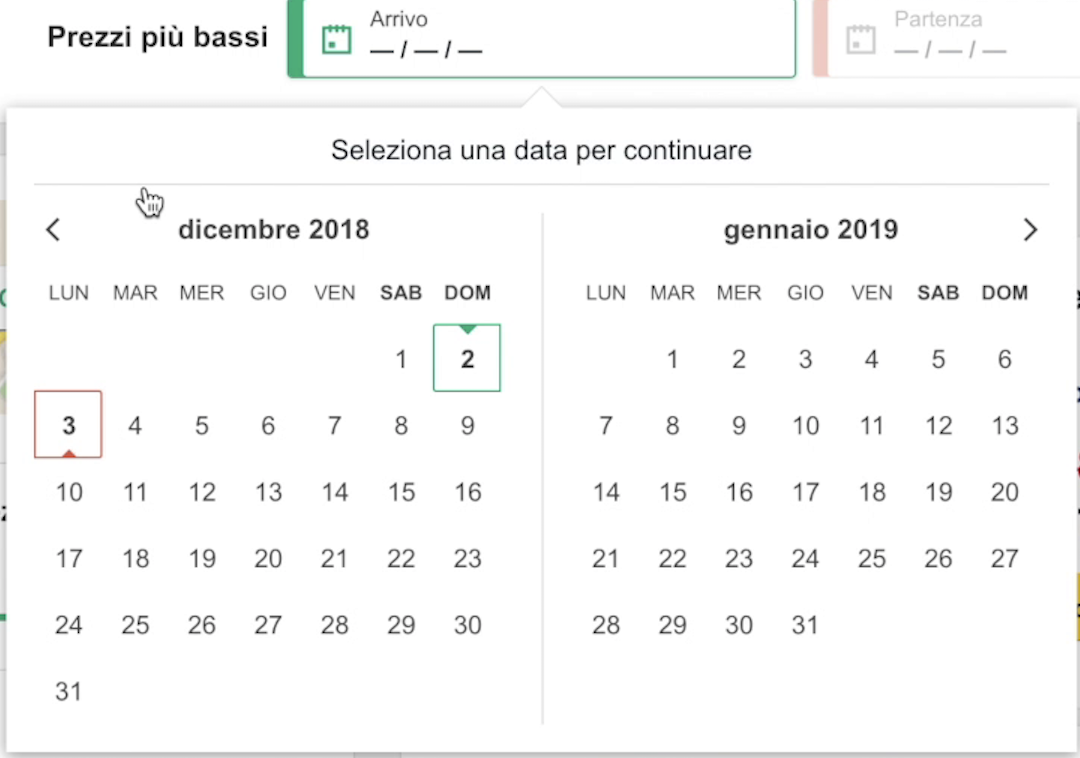 Prezzi più bassi
Arrivo
— / — / —
Partenza
— / — / —
Seleziona una data per continuare
dicembre 2018
LUN MAR MER GIO VEN SAB DOM
1 2
3 4 5 6 7 8 9
10 11 12 13 14 15 16
17 18 19 20 21 22 23
24 25 26 27 28 29 30
31
gennaio 2019
LUN MAR MER GIO VEN SAB DOM
1 2 3 4 5 6
7 8 9 10 11 12 13
14 15 16 17 18 19 20
21 22 23 24 25 26 27
28 29 30 31